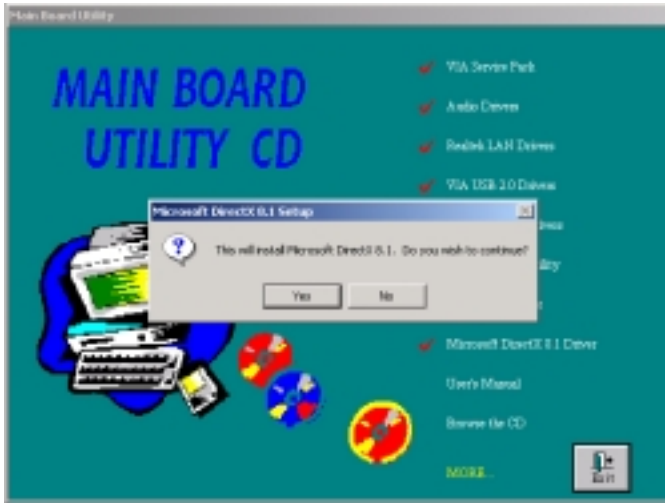 Main Board Utility
MAIN BOARD
UTILITY CD
VIA Service Pack
Audio Drivers
Realtek LAN Drivers
VIA USB 2.0 Drivers
Microsoft DirectX 8.1 Setup
This will install Microsoft DirectX 8.1. Do you wish to continue?
Yes
No
Microsoft DirectX 8.1 Driver
User's Manual
Browse the CD
MORE...
Exit